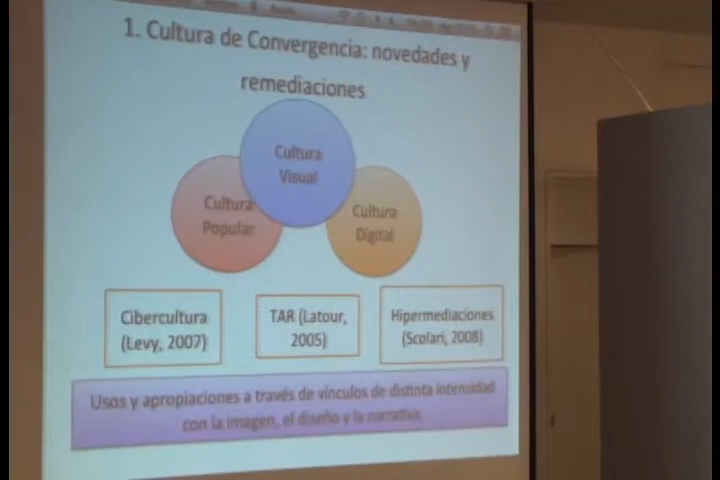 1. Cultura de Convergencia: novedades y
remediaciones
Cultura
Visual
Cultura
Popular
Cultura
Digital
Cibercultura
(Levy, 2007)
TAR (Latour,
2005)
Hipermediaciones
(Scolari, 2008)
Usos y apropiaciones a través de vínculos de distinta intensidad
con la imagen, el diseño y la narrativa.